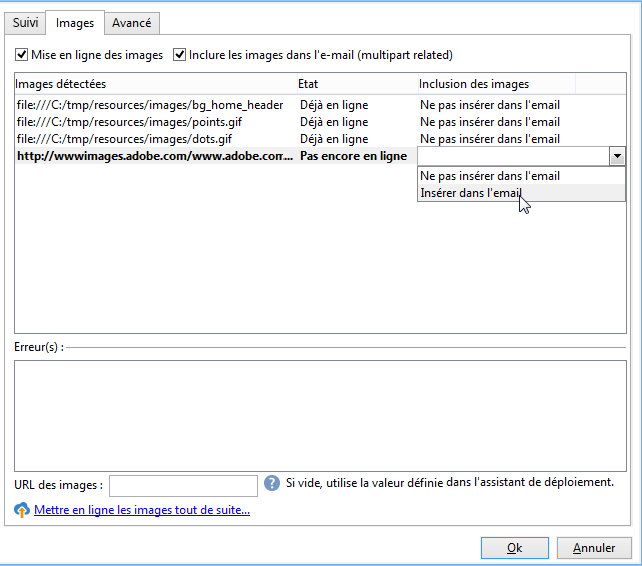 Suivi Images Avancé
Mise en ligne des images Inclure les images dans l'e-mail (multipart related)
Images détectées Etat Inclusion des images
file:///C:/tmp/resources/images/bg_home_header Déjà en ligne Ne pas insérer dans l'email
file:///C:/tmp/resources/images/points.gif Déjà en ligne Ne pas insérer dans l'email
file:///C:/tmp/resources/images/dots.gif Déjà en ligne Ne pas insérer dans l'email
http://wwwimages.adobe.com/www.adobe.com... Pas encore en ligne
Ne pas insérer dans l'email
Insérer dans l'email
Erreur(s) :
URL des images : ? Si vide, utilise la valeur définie dans l'assistant de déploiement.
Mettre en ligne les images tout de suite...
Ok Annuler